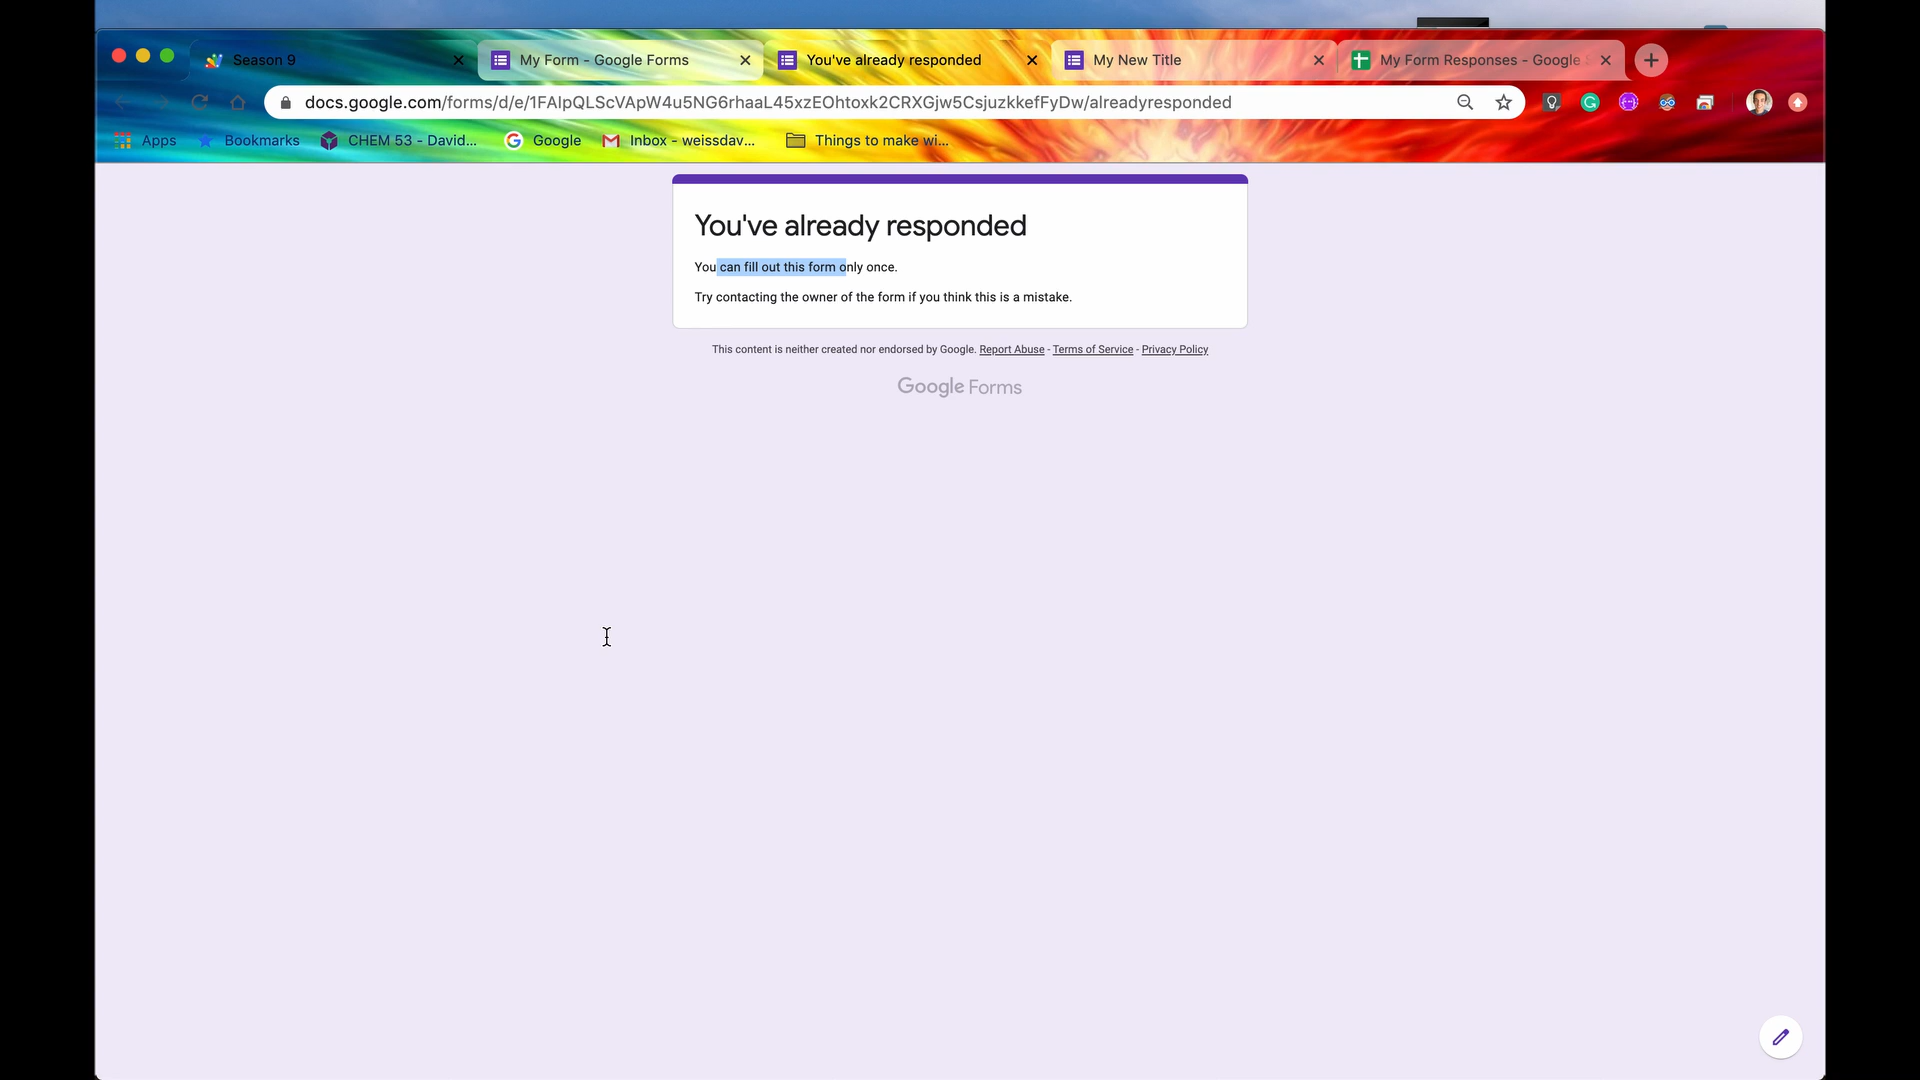 Season 9
My Form - Google Forms
You've already responded
My New Title
My Form Responses - Google
docs.google.com/forms/d/e/1FAIpQLScVApW4u5NG6rhaaL45xzEOhtoxk2CRXGjw5CsjuzkkefFyDw/alreadyresponded
Apps
Bookmarks
CHEM 53 - David...
Google
Inbox - weissdav...
Things to make wi...
You've already responded
You can fill out this form only once.
Try contacting the owner of the form if you think this is a mistake.
This content is neither created nor endorsed by Google. Report Abuse - Terms of Service - Privacy Policy
Google Forms